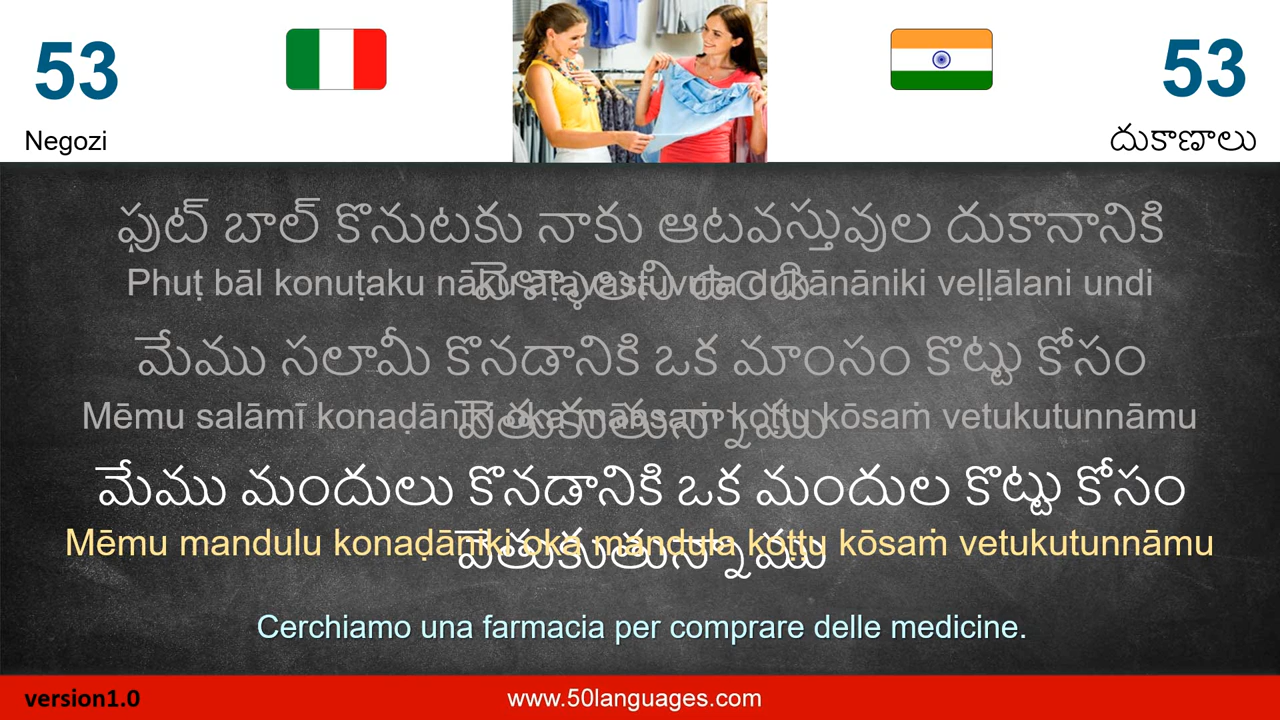 53
53
Negozi
దుకాణాలు
ఫుట్ బాల్ కొనుటకు నాకు ఆటవస్తువుల దుకానానికి
వెళ్ళాలని ఉంది
Phuṭ bāl konuṭaku nāku āṭavastuvula dukānāniki veḷḷālani undi
మేము సలామీ కొనడానికి ఒక మాంసం కొట్టు కోసం
వెతుకుతున్నాము
Mēmu salāmī konaḍāniki oka mānsaṁ koṭṭu kōsaṁ vetukutunnāmu
మేము మందులు కొనడానికి ఒక మందుల కొట్టు కోసం
వెతుకుతున్నాము
Mēmu mandulu konaḍāniki oka mandula koṭṭu kōsaṁ vetukutunnāmu
Cerchiamo una farmacia per comprare delle medicine.
version1.0
www.50languages.com